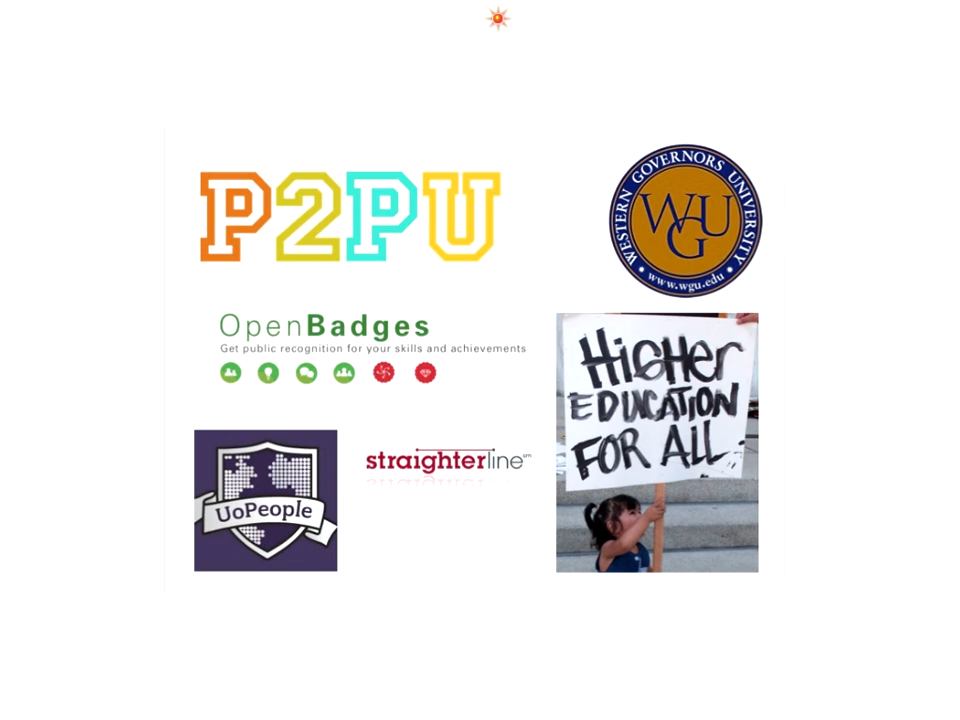 P2PU
WESTERN GOVERNORS UNIVERSITY
WGU
www.wgu.edu
OpenBadges
Get public recognition for your skills and achievements
HiGHer
EDUCATION
FOR ALL
UoPeople
straighterline℠